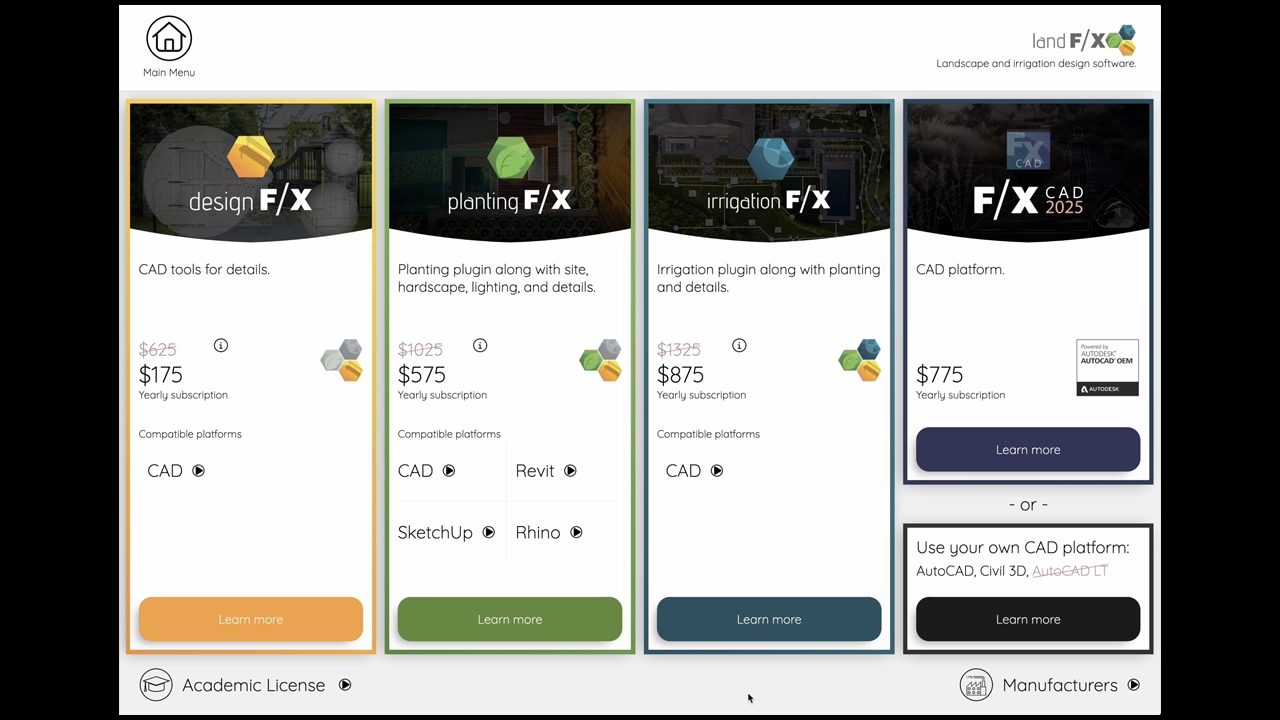 Main Menu
land F/X
Landscape and irrigation design software.
design F/X
CAD tools for details.
$625
$175
Yearly subscription
Compatible platforms
CAD
Learn more
planting F/X
Planting plugin along with site,
hardscape, lighting, and details.
$1025
$575
Yearly subscription
Compatible platforms
CAD
Revit
SketchUp
Rhino
Learn more
irrigation F/X
Irrigation plugin along with planting
and details.
$1325
$875
Yearly subscription
Compatible platforms
CAD
Learn more
Fx
CAD
F/X CAD
2025
CAD platform.
$775
Yearly subscription
Powered by
AUTODESK®
AUTOCAD® OEM
AUTODESK
Learn more
- or -
Use your own CAD platform:
AutoCAD, Civil 3D, AutoCAD LT
Learn more
Academic License
Manufacturers